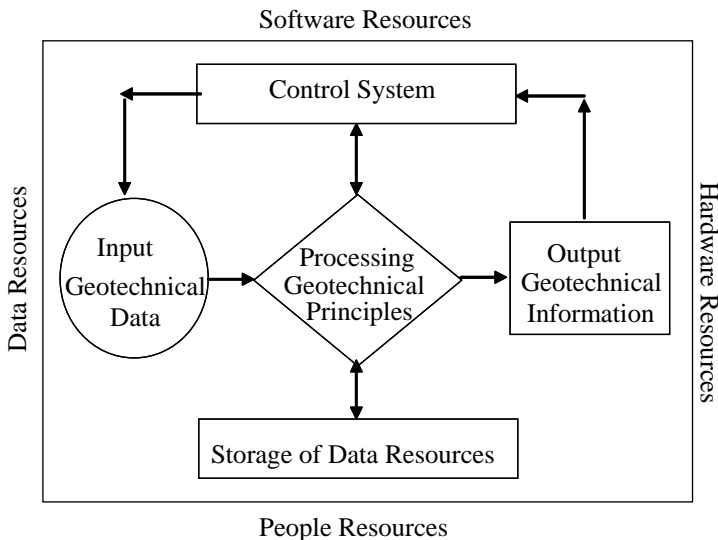 Software Resources
Control System
Data Resources
Input
Geotechnical
Data
Processing
Geotechnical
Principles
Output
Geotechnical
Information
Hardware Resources
Storage of Data Resources
People Resources